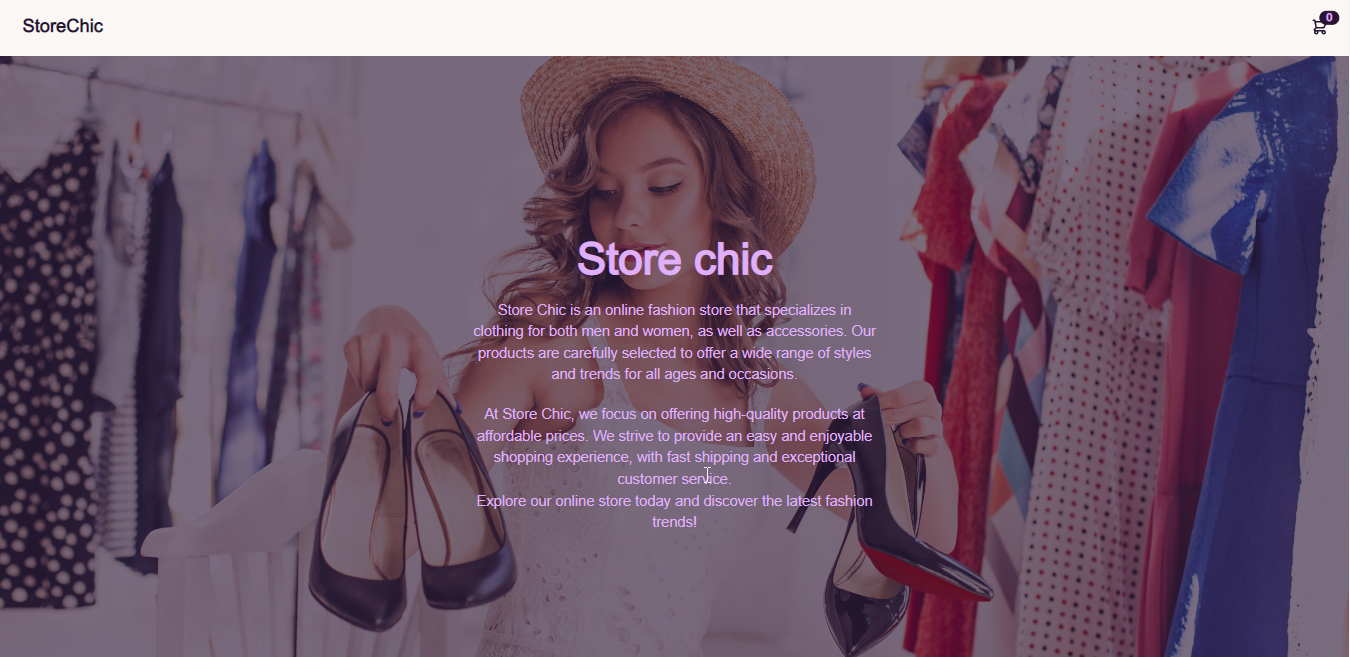 StoreChic
0
Store chic
Store Chic is an online fashion store that specializes in
clothing for both men and women, as well as accessories. Our
products are carefully selected to offer a wide range of styles
and trends for all ages and occasions.
At Store Chic, we focus on offering high-quality products at
affordable prices. We strive to provide an easy and enjoyable
shopping experience, with fast shipping and exceptional
customer service.
Explore our online store today and discover the latest fashion
trends!